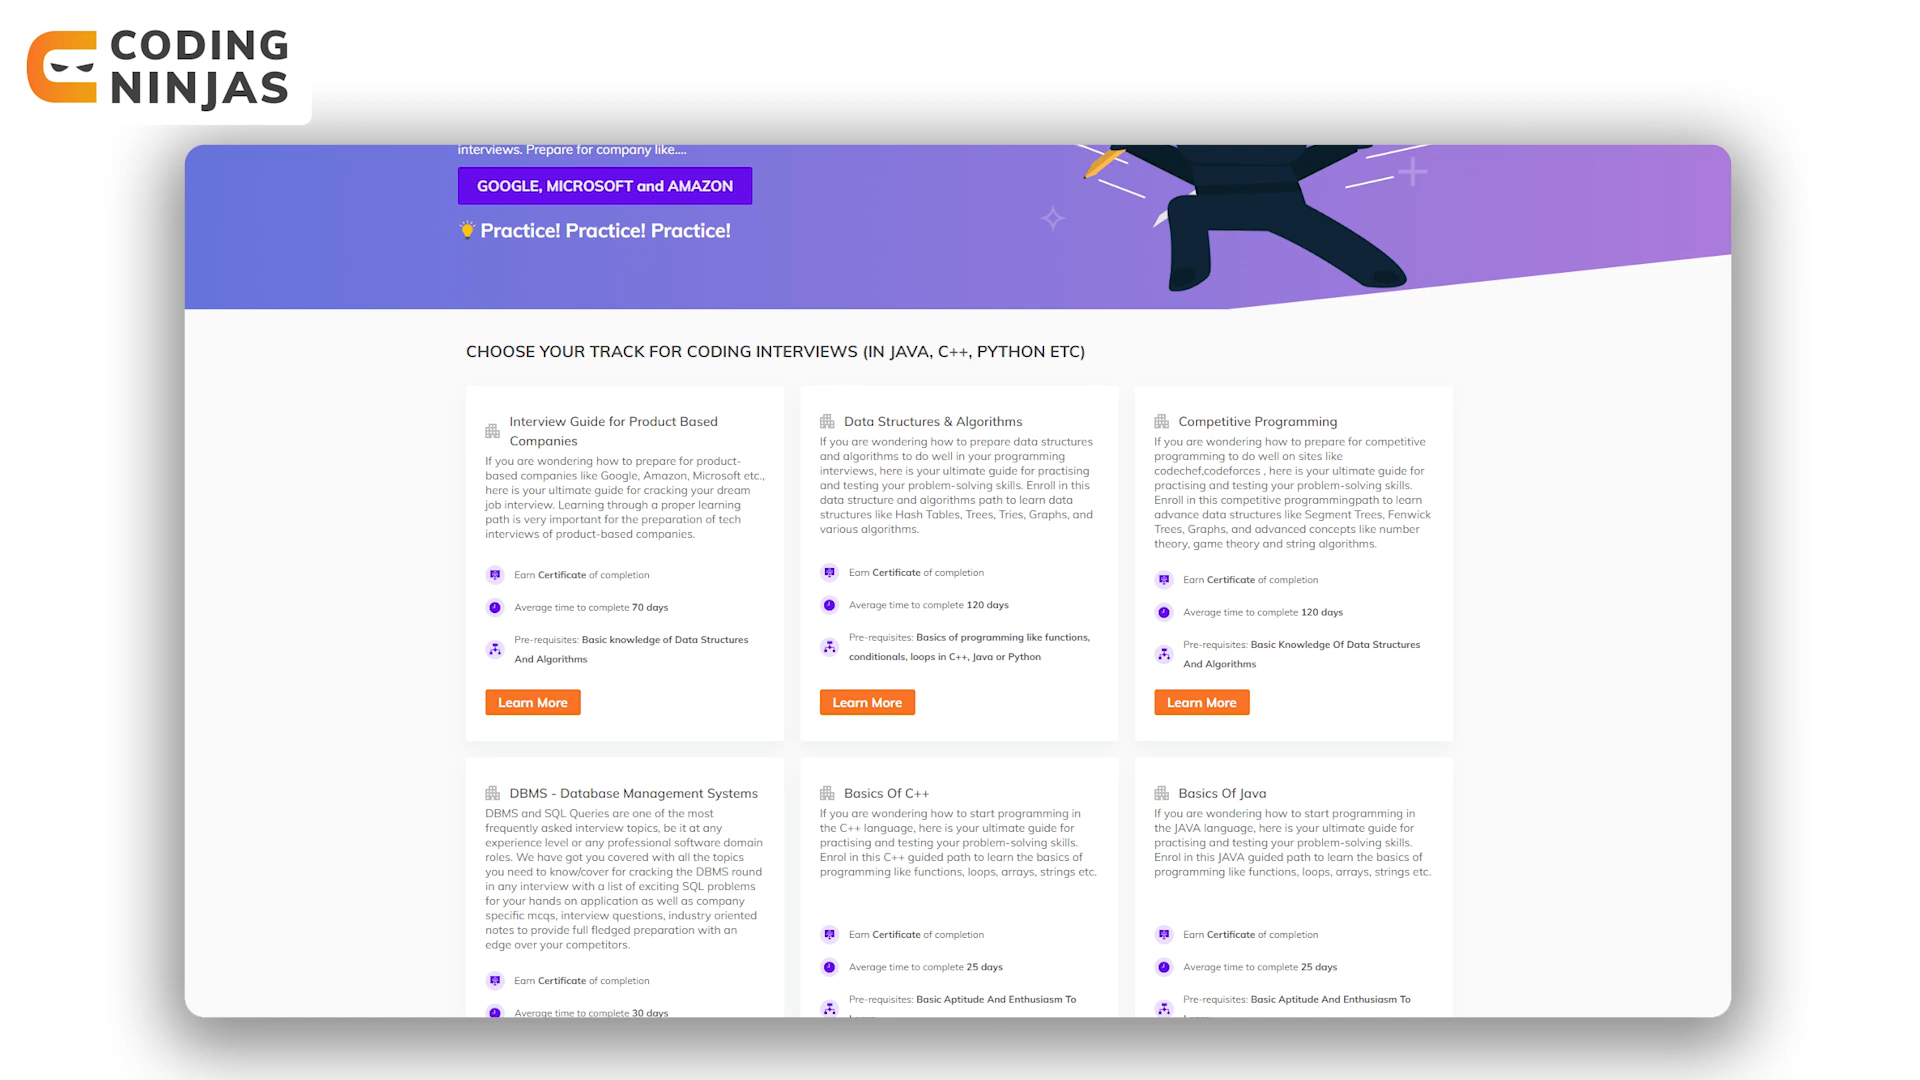 CODING
NINJAS
interviews. Prepare for company like....
GOOGLE, MICROSOFT and AMAZON
Practice! Practice! Practice!
CHOOSE YOUR TRACK FOR CODING INTERVIEWS (IN JAVA, C++, PYTHON ETC)
Interview Guide for Product Based
Companies
If you are wondering how to prepare for product-
based companies like Google, Amazon, Microsoft etc.,
here is your ultimate guide for cracking your dream
job interview. Learning through a proper learning
path is very important for the preparation of tech
interviews of product-based companies.
Earn Certificate of completion
Average time to complete 70 days
Pre-requisites: Basic knowledge of Data Structures
And Algorithms
Learn More
Data Structures & Algorithms
If you are wondering how to prepare data structures
and algorithms to do well in your programming
interviews, here is your ultimate guide for practising
and testing your problem-solving skills. Enroll in this
data structure and algorithms path to learn data
structures like Hash Tables, Trees, Tries, Graphs, and
various algorithms.
Earn Certificate of completion
Average time to complete 120 days
Pre-requisites: Basics of programming like functions,
conditionals, loops in C++, Java or Python
Learn More
Competitive Programming
If you are wondering how to prepare for competitive
programming to do well on sites like
codechef,codeforces , here is your ultimate guide for
practising and testing your problem-solving skills.
Enroll in this competitive programmingpath to learn
advance data structures like Segment Trees, Fenwick
Trees, Graphs, and advanced concepts like number
theory, game theory and string algorithms.
Earn Certificate of completion
Average time to complete 120 days
Pre-requisites: Basic Knowledge Of Data Structures
And Algorithms
Learn More
DBMS - Database Management Systems
DBMS and SQL Queries are one of the most
frequently asked interview topics, be it at any
experience level or any professional software domain
roles. We have got you covered with all the topics
you need to know/cover for cracking the DBMS round
in any interview with a list of exciting SQL problems
for your hands on application as well as company
specific mcqs, interview questions, industry oriented
notes to provide full fledged preparation with an
edge over your competitors.
Earn Certificate of completion
Average time to complete 30 days
Basics Of C++
If you are wondering how to start programming in
the C++ language, here is your ultimate guide for
practising and testing your problem-solving skills.
Enrol in this C++ guided path to learn the basics of
programming like functions, loops, arrays, strings etc.
Earn Certificate of completion
Average time to complete 25 days
Pre-requisites: Basic Aptitude And Enthusiasm To
Basics Of Java
If you are wondering how to start programming in
the JAVA language, here is your ultimate guide for
practising and testing your problem-solving skills.
Enrol in this JAVA guided path to learn the basics of
programming like functions, loops, arrays, strings etc.
Earn Certificate of completion
Average time to complete 25 days
Pre-requisites: Basic Aptitude And Enthusiasm To